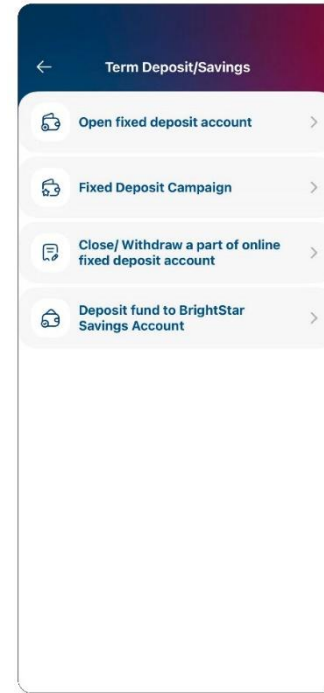 Term Deposit/Savings
Open fixed deposit account
Fixed Deposit Campaign
Close/ Withdraw a part of online
fixed deposit account
Deposit fund to BrightStar
Savings Account